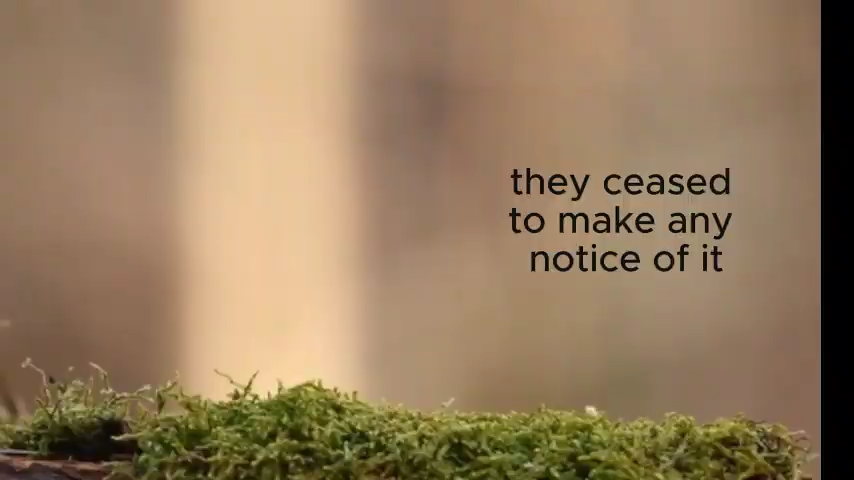 they ceased
to make any
notice of it